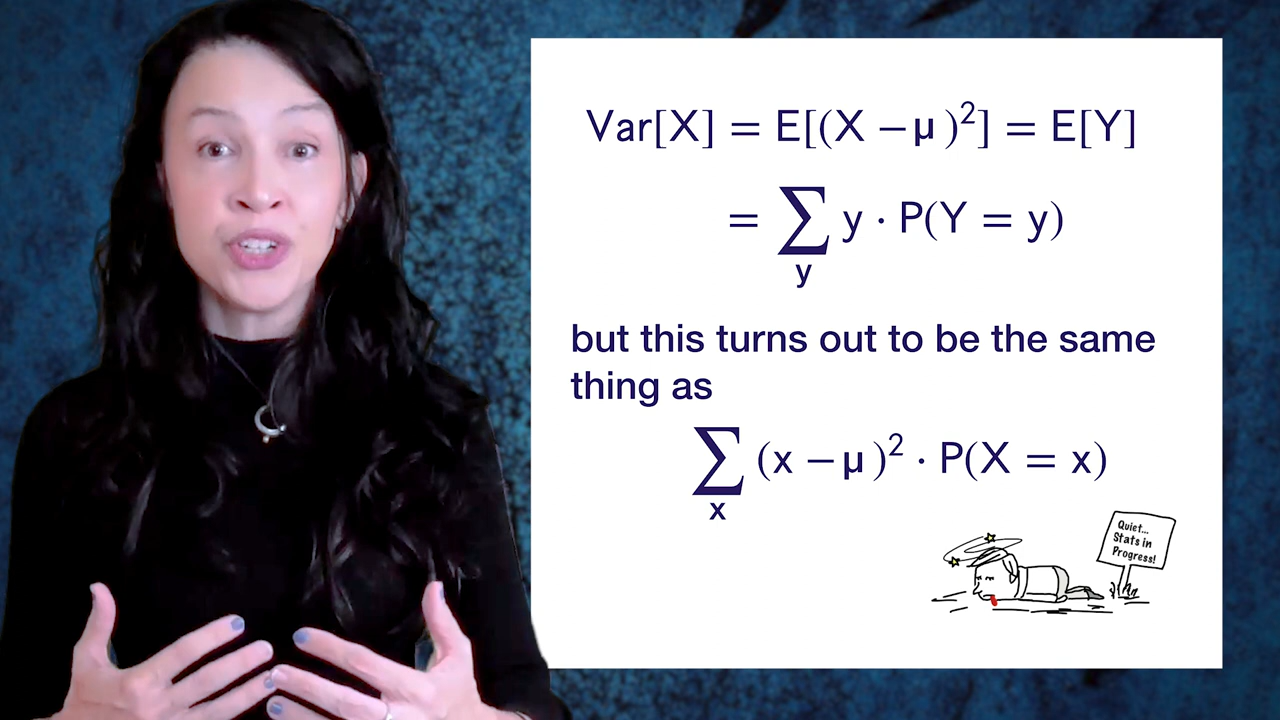 Var[X] = E[(X − μ)²] = E[Y]
= ∑ y · P(Y = y)
y
but this turns out to be the same
thing as
∑ (x − μ)² · P(X = x)
x
Quiet...
Stats in
Progress!